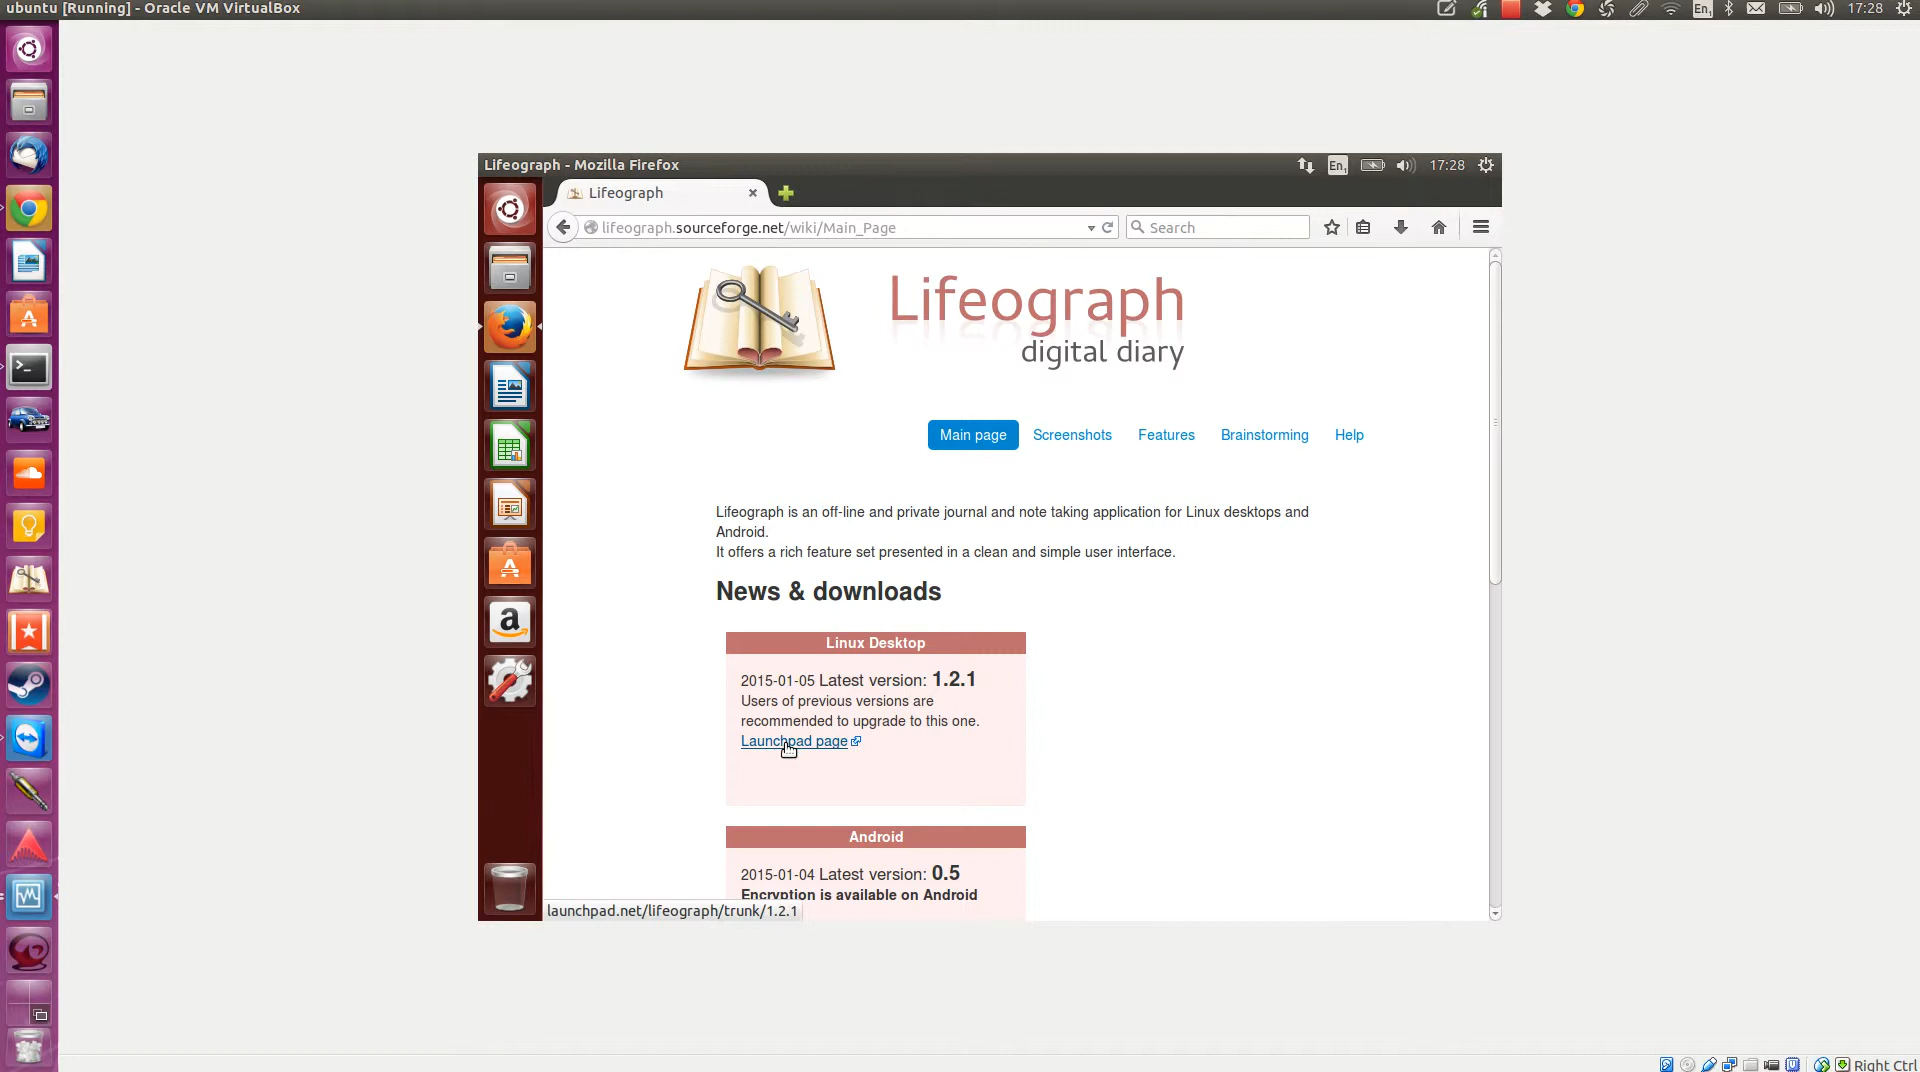 ubuntu [Running] - Oracle VM VirtualBox
En1
17:28
Lifeograph - Mozilla Firefox
En1
17:28
Lifeograph
lifeograph.sourceforge.net/wiki/Main_Page
Search
Lifeograph
digital diary
Main page Screenshots Features Brainstorming Help
Lifeograph is an off-line and private journal and note taking application for Linux desktops and
Android.
It offers a rich feature set presented in a clean and simple user interface.
News & downloads
Linux Desktop
2015-01-05 Latest version: 1.2.1
Users of previous versions are
recommended to upgrade to this one.
Launchpad page
Android
2015-01-04 Latest version: 0.5
Encryption is available on Android
launchpad.net/lifeograph/trunk/1.2.1
Right Ctrl